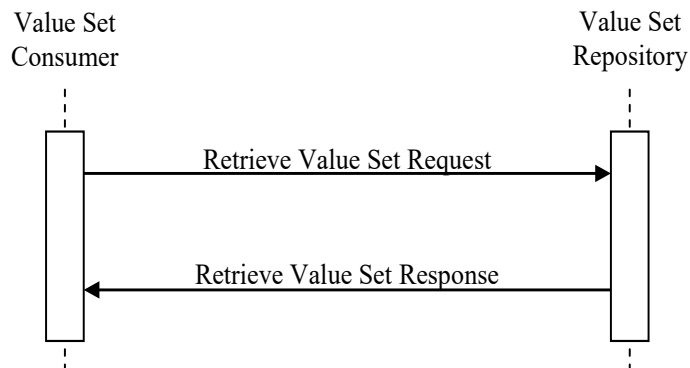 Value Set
Consumer
Value Set
Repository
Retrieve Value Set Request
Retrieve Value Set Response